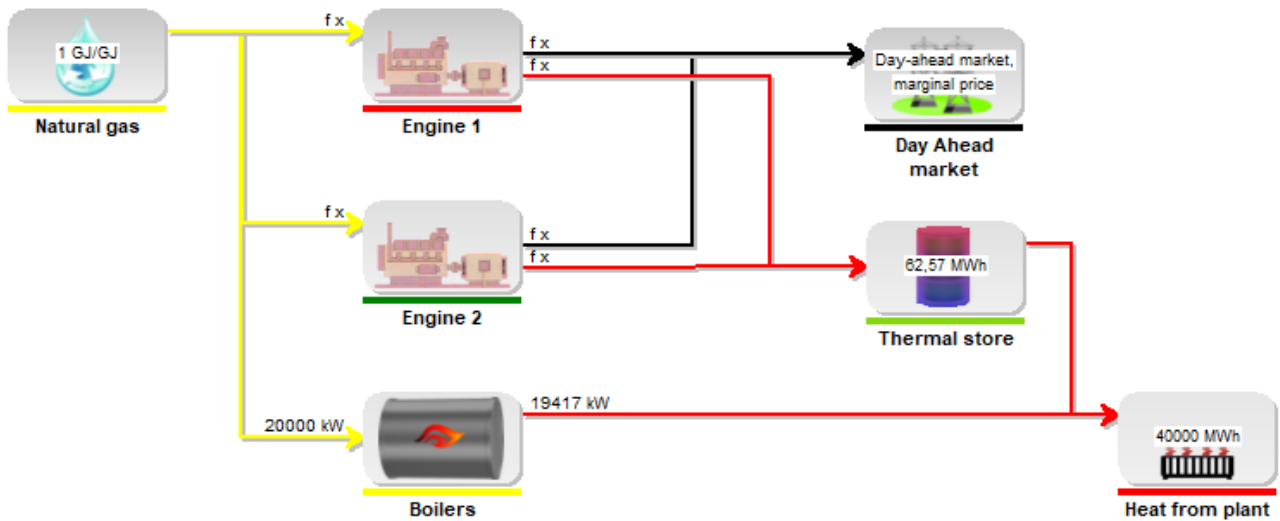 1 GJ/GJ
Natural gas
f x
Engine 1
f x
f x
Day-ahead market,
marginal price
Day Ahead
market
f x
Engine 2
f x
f x
62,57 MWh
Thermal store
20000 kW
Boilers
19417 kW
40000 MWh
Heat from plant